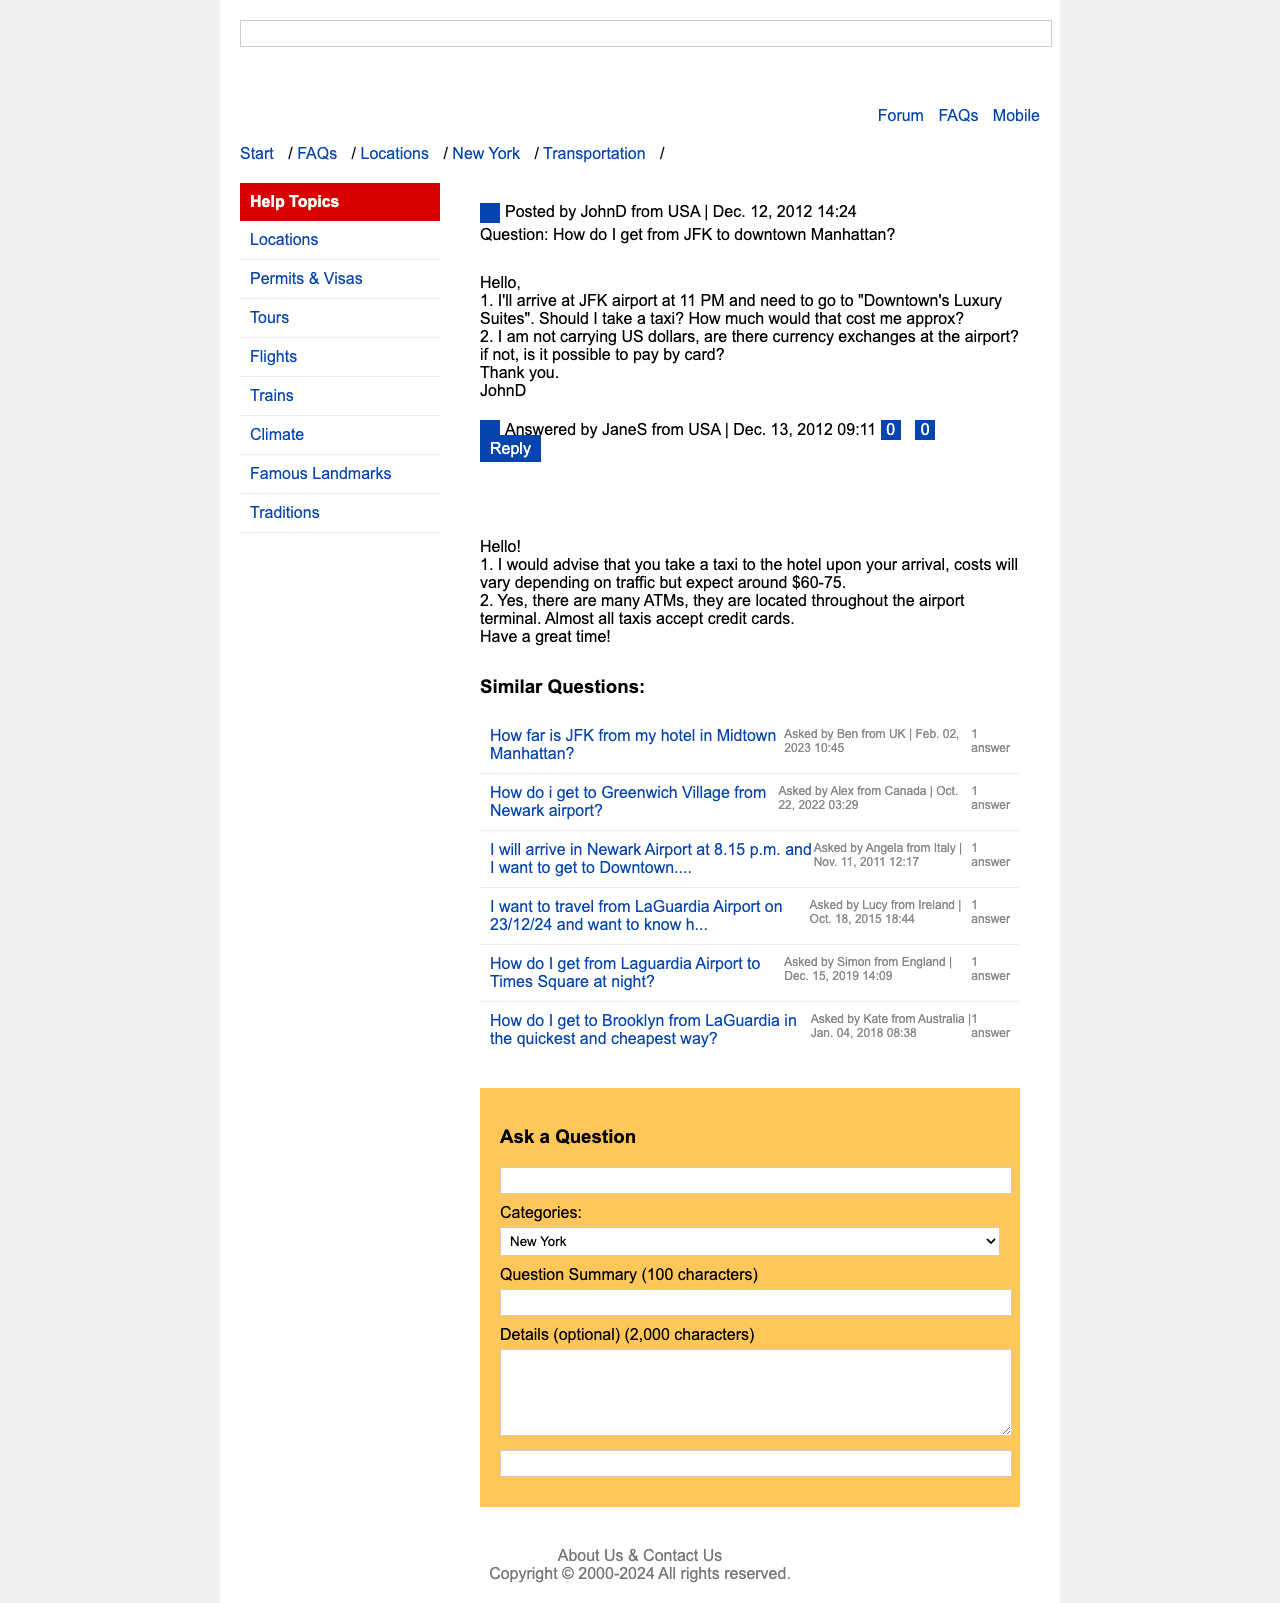 Forum FAQs Mobile
Start / FAQs / Locations / New York / Transportation /
Help Topics
Locations
Permits & Visas
Tours
Flights
Trains
Climate
Famous Landmarks
Traditions
Posted by JohnD from USA | Dec. 12, 2012 14:24
Question: How do I get from JFK to downtown Manhattan?
Hello,
1. I'll arrive at JFK airport at 11 PM and need to go to "Downtown's Luxury
Suites". Should I take a taxi? How much would that cost me approx?
2. I am not carrying US dollars, are there currency exchanges at the airport?
if not, is it possible to pay by card?
Thank you.
JohnD
Answered by JaneS from USA | Dec. 13, 2012 09:11 0 0
Reply
Hello!
1. I would advise that you take a taxi to the hotel upon your arrival, costs will
vary depending on traffic but expect around $60-75.
2. Yes, there are many ATMs, they are located throughout the airport
terminal. Almost all taxis accept credit cards.
Have a great time!
Similar Questions:
How far is JFK from my hotel in Midtown
Manhattan?
Asked by Ben from UK | Feb. 02,
2023 10:45
1
answer
How do i get to Greenwich Village from
Newark airport?
Asked by Alex from Canada | Oct.
22, 2022 03:29
1
answer
I will arrive in Newark Airport at 8.15 p.m. and
I want to get to Downtown....
Asked by Angela from Italy |
Nov. 11, 2011 12:17
1
answer
I want to travel from LaGuardia Airport on
23/12/24 and want to know h...
Asked by Lucy from Ireland |
Oct. 18, 2015 18:44
1
answer
How do I get from Laguardia Airport to
Times Square at night?
Asked by Simon from England |
Dec. 15, 2019 14:09
1
answer
How do I get to Brooklyn from LaGuardia in
the quickest and cheapest way?
Asked by Kate from Australia |
Jan. 04, 2018 08:38
1
answer
Ask a Question
Categories:
New York
Question Summary (100 characters)
Details (optional) (2,000 characters)
About Us & Contact Us
Copyright © 2000-2024 All rights reserved.